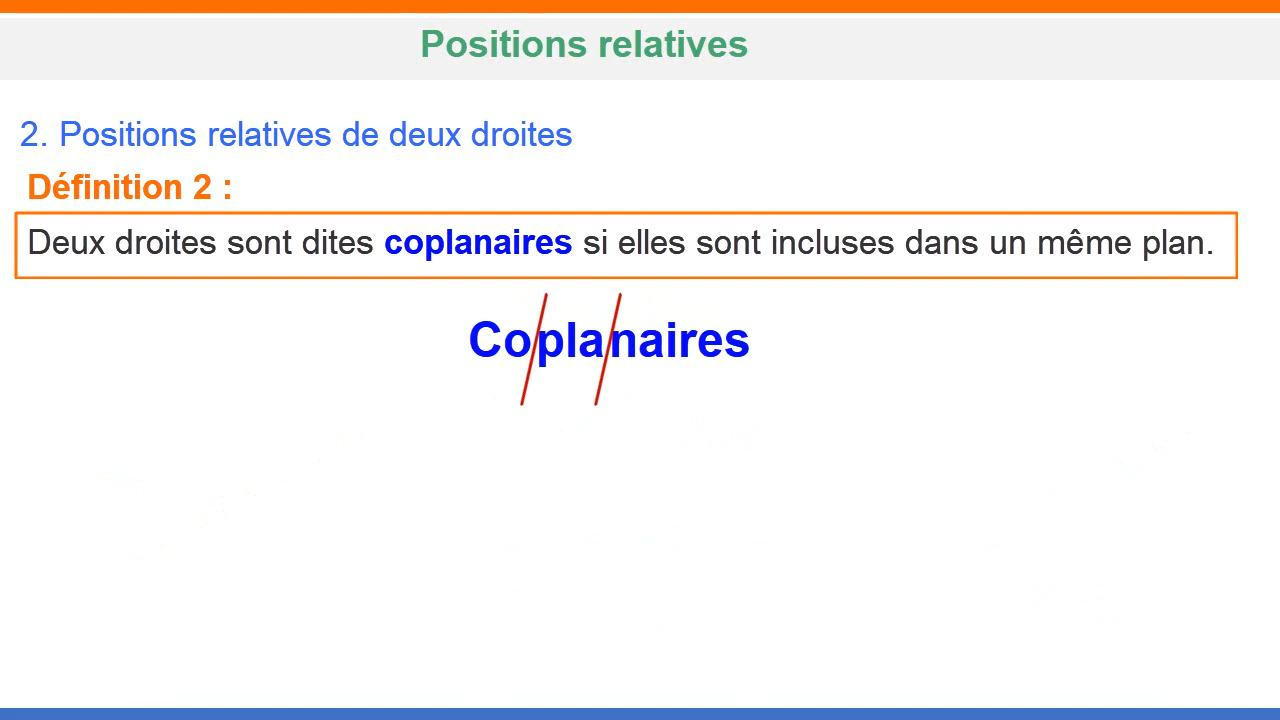 Positions relatives
2. Positions relatives de deux droites
Définition 2 :
Deux droites sont dites coplanaires si elles sont incluses dans un même plan.
Coplanaires